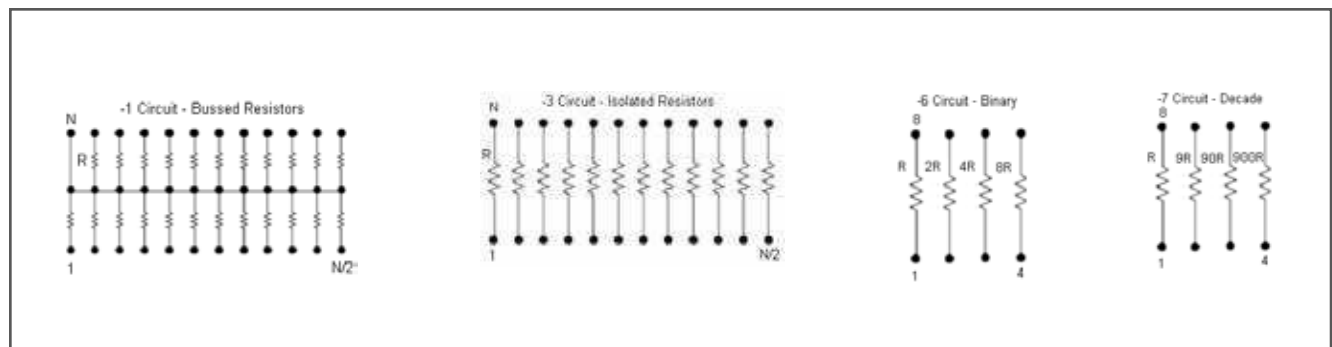 -1 Circuit - Bussed Resistors
N
R
1
N/2
-3 Circuit - Isolated Resistors
N
R
1
N/2
-6 Circuit - Binary
8
R 2R 4R 8R
1 4
-7 Circuit - Decade
8
R 9R 90R 900R
1 4